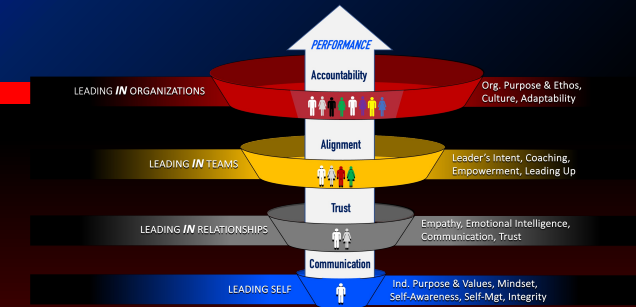 PERFORMANCE
Accountability
LEADING IN ORGANIZATIONS
Org. Purpose & Ethos,
Culture, Adaptability
Alignment
LEADING IN TEAMS
Leader's Intent, Coaching,
Empowerment, Leading Up
Trust
LEADING IN RELATIONSHIPS
Empathy, Emotional Intelligence,
Communication, Trust
Communication
LEADING SELF
Ind. Purpose & Values, Mindset,
Self-Awareness, Self-Mgt, Integrity